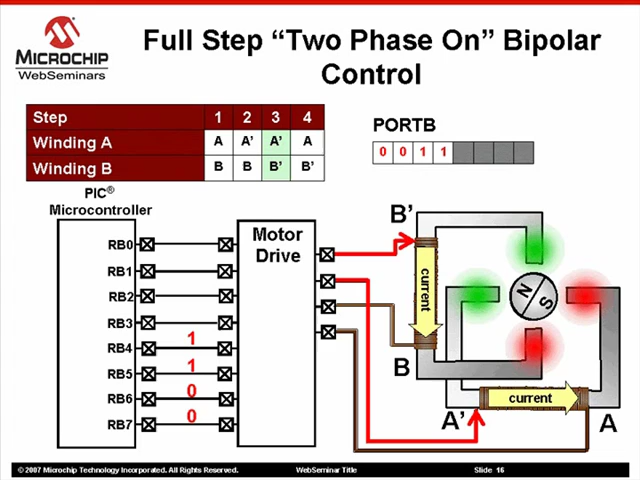 MICROCHIP
WebSeminars
Full Step “Two Phase On” Bipolar
Control
Step 1 2 3 4
Winding A A A’ A’ A
Winding B B B B’ B’
PORTB
0 0 1 1
PIC®
Microcontroller
RB0
RB1
RB2
RB3
RB4
RB5
RB6
RB7
1
1
0
0
Motor
Drive
B’
current
B
N
S
A’
current
A
© 2007 Microchip Technology Incorporated. All Rights Reserved. WebSeminar Title Slide 16